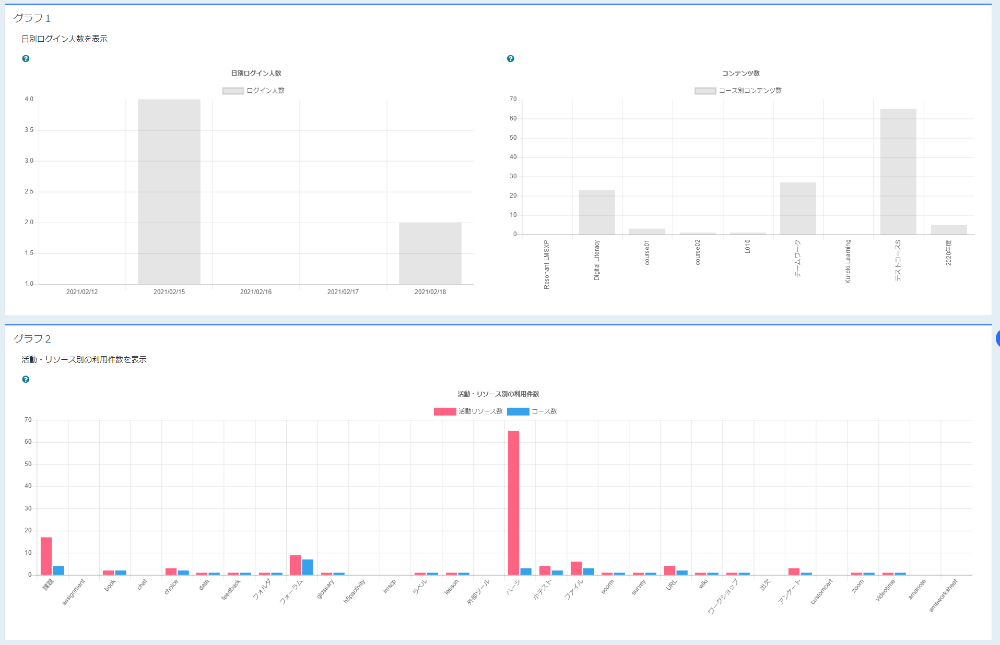 グラフ１
日別ログイン人数を表示
日別ログイン人数
ログイン人数
4.0
3.5
3.0
2.5
2.0
1.5
1.0
2021/02/12
2021/02/15
2021/02/16
2021/02/17
2021/02/18
コンテンツ数
コース別コンテンツ数
70
60
50
40
30
20
10
0
Resonant LMSXP
Digital Literacy
course01
course02
L010
チームワーク
Kuroki Learning
テストコースS
2020年度
グラフ２
活動・リソース別の利用件数を表示
活動・リソース別の利用件数
活動リソース数
コース数
70
60
50
40
30
20
10
0
課題
assignment
book
chat
choice
data
feedback
フォルダ
フォーラム
glossary
h5pactivity
imscp
ラベル
lesson
外部ツール
ページ
小テスト
ファイル
scorm
survey
URL
wiki
ワークショップ
出欠
アンケート
customcert
zoom
videotime
amanote
amaworksheet